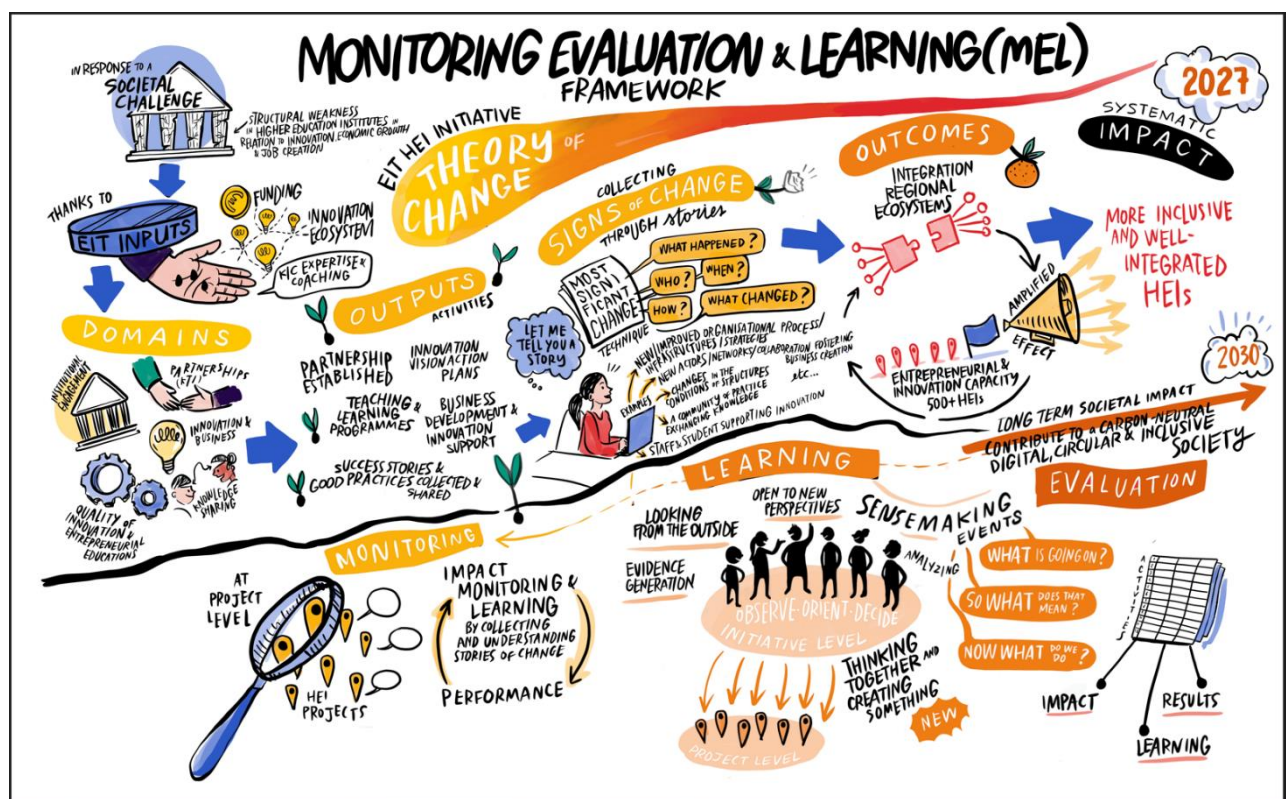 MONITORING EVALUATION & LEARNING (MEL)
FRAMEWORK
IN RESPONSE TO A
SOCIETAL
CHALLENGE
STRUCTURAL WEAKNESS
IN HIGHER EDUCATION INSTITUTES IN
RELATION TO INNOVATION, ECONOMIC GROWTH
& JOB CREATION
THANKS TO
EIT INPUTS
FUNDING
INNOVATION
ECOSYSTEM
KIC EXPERTISE &
COACHING
DOMAINS
INSTITUTIONAL
ENGAGEMENT
PARTNERSHIPS
(KTI)
INNOVATION &
BUSINESS
KNOWLEDGE
SHARING
QUALITY OF
INNOVATION &
ENTREPRENEURIAL
EDUCATIONS
EIT HEI INITIATIVE
THEORY OF
CHANGE
OUTPUTS
ACTIVITIES
PARTNERSHIP
ESTABLISHED
INNOVATION
VISION ACTION
PLANS
TEACHING &
LEARNING
PROGRAMMES
BUSINESS
DEVELOPMENT &
INNOVATION
SUPPORT
SUCCESS STORIES &
GOOD PRACTICES COLLECTED &
SHARED
COLLECTING
SIGNS OF CHANGE
THROUGH stories
MOST
SIGNI
FICANT
CHANGE
TECHNIQUE
WHAT HAPPENED?
WHO?
WHEN?
HOW?
WHAT CHANGED?
LET ME
TELL YOU A
STORY
EXAMPLES
NEW/IMPROVED ORGANISATIONAL PROCESS/
INFRASTRUCTURES/STRATEGIES
NEW ACTORS/NETWORKS/COLLABORATION FOSTERING
BUSINESS CREATION
CHANGES IN THE
CONDITIONS OF STRUCTURES
etc...
A COMMUNITY OF PRACTICE
EXCHANGING KNOWLEDGE
STAFF & STUDENT SUPPORTING INNOVATION
OUTCOMES
INTEGRATION
REGIONAL
ECOSYSTEMS
AMPLIFIED
EFFECT
ENTREPRENEURIAL &
INNOVATION CAPACITY
500+ HEIs
2027
SYSTEMATIC
IMPACT
MORE INCLUSIVE
AND WELL-
INTEGRATED
HEIs
2030
LONG TERM SOCIETAL IMPACT
CONTRIBUTE TO A CARBON-NEUTRAL
DIGITAL, CIRCULAR & INCLUSIVE
SOCIETY
MONITORING
AT
PROJECT
LEVEL
HEI
PROJECTS
IMPACT
MONITORING &
LEARNING
BY COLLECTING
AND UNDERSTANDING
STORIES OF CHANGE
PERFORMANCE
LEARNING
LOOKING
FROM THE OUTSIDE
OPEN TO NEW
PERSPECTIVES
EVIDENCE
GENERATION
ANALYZING
OBSERVE-ORIENT-DECIDE
INITIATIVE LEVEL
THINKING
TOGETHER AND
CREATING
SOMETHING
NEW
PROJECT LEVEL
SENSEMAKING
EVENTS
WHAT IS GOING ON?
SO WHAT DOES THAT
MEAN?
NOW WHAT DO WE
DO?
EVALUATION
ACTIVITIES
IMPACT
RESULTS
LEARNING